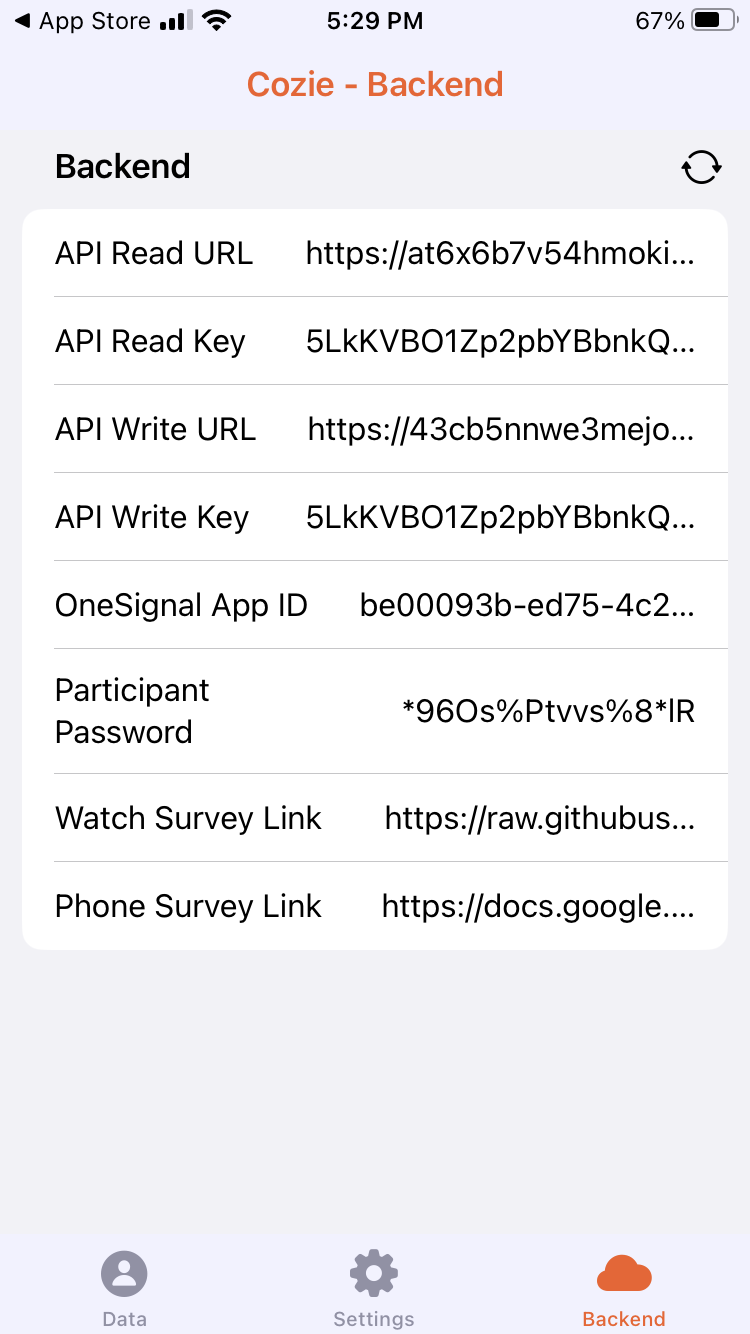 App Store 5:29 PM 67%
Cozie - Backend
Backend
API Read URL https://at6x6b7v54hmoki...
API Read Key 5LkKVBO1Zp2pbYBbnkQ...
API Write URL https://43cb5nnwe3mejo...
API Write Key 5LkKVBO1Zp2pbYBbnkQ...
OneSignal App ID be00093b-ed75-4c2...
Participant
Password *96Os%Ptvvs%8*lR
Watch Survey Link https://raw.githubus...
Phone Survey Link https://docs.google....
Data Settings Backend